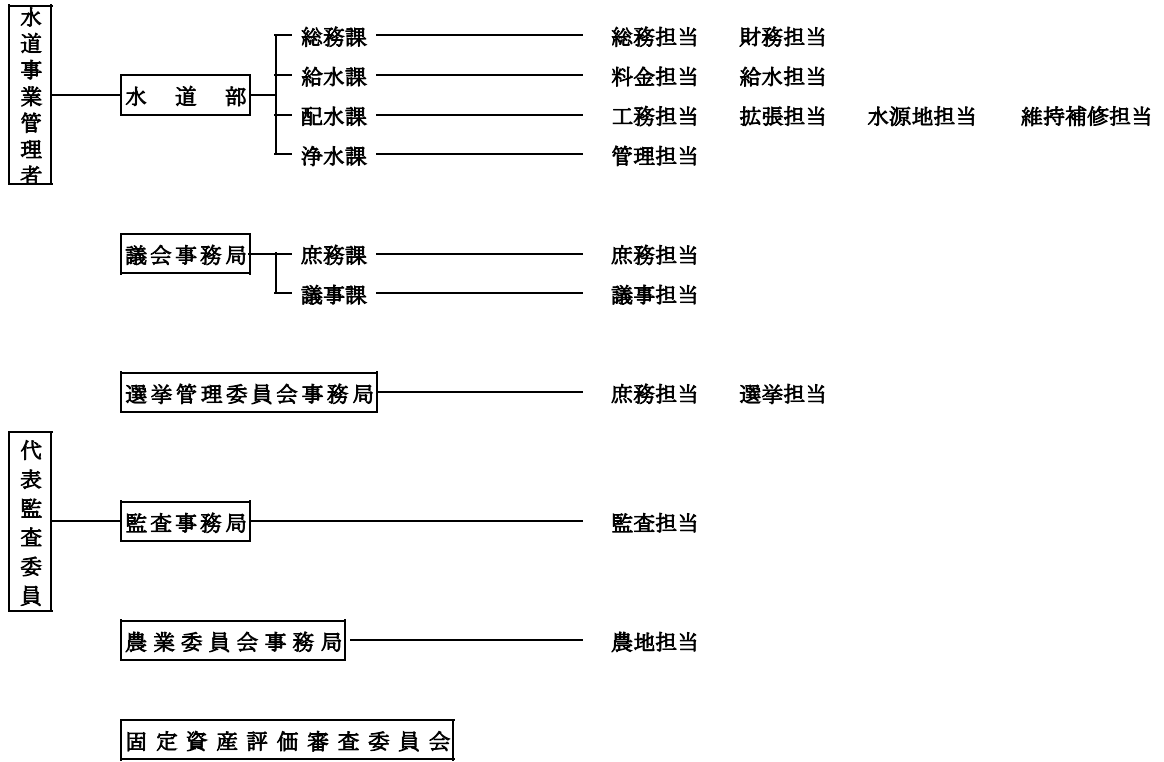 水道事業管理者
水道部
総務課 総務担当 財務担当
給水課 料金担当 給水担当
配水課 工務担当 拡張担当 水源地担当 維持補修担当
浄水課 管理担当
議会事務局 庶務課 庶務担当
議事課 議事担当
選挙管理委員会事務局 庶務担当 選挙担当
代表監査委員
監査事務局 監査担当
農業委員会事務局 農地担当
固定資産評価審査委員会